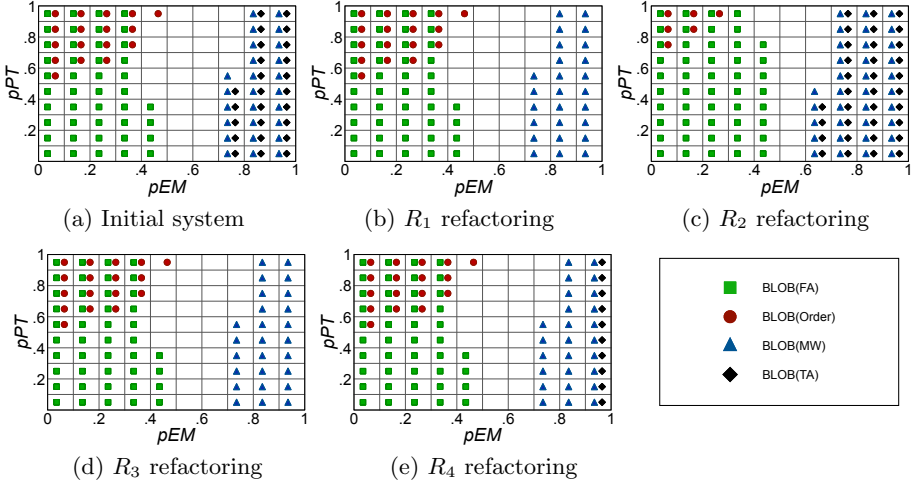 1
.8
.6
.4
.2
pPT
0 .2 .4 .6 .8 1
pEM
(a) Initial system
1
.8
.6
.4
.2
pPT
0 .2 .4 .6 .8 1
pEM
(b) R1 refactoring
1
.8
.6
.4
.2
pPT
0 .2 .4 .6 .8 1
pEM
(c) R2 refactoring
1
.8
.6
.4
.2
pPT
0 .2 .4 .6 .8 1
pEM
(d) R3 refactoring
1
.8
.6
.4
.2
pPT
0 .2 .4 .6 .8 1
pEM
(e) R4 refactoring
BLOB(FA)
BLOB(Order)
BLOB(MW)
BLOB(TA)